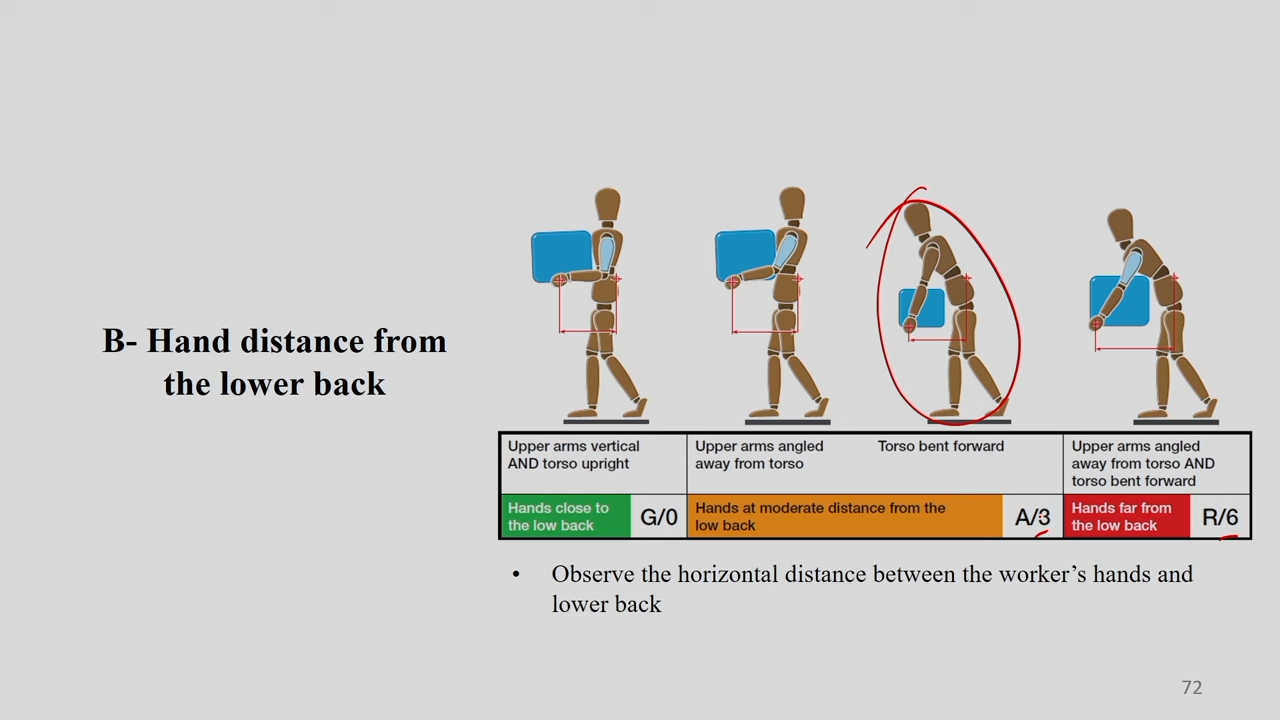 B- Hand distance from
the lower back
Upper arms vertical
AND torso upright
Upper arms angled
away from torso
Torso bent forward
Upper arms angled
away from torso AND
torso bent forward
Hands close to
the low back
G/0
Hands at moderate distance from the
low back
A/3
Hands far from
the low back
R/6
• Observe the horizontal distance between the worker’s hands and
lower back
72